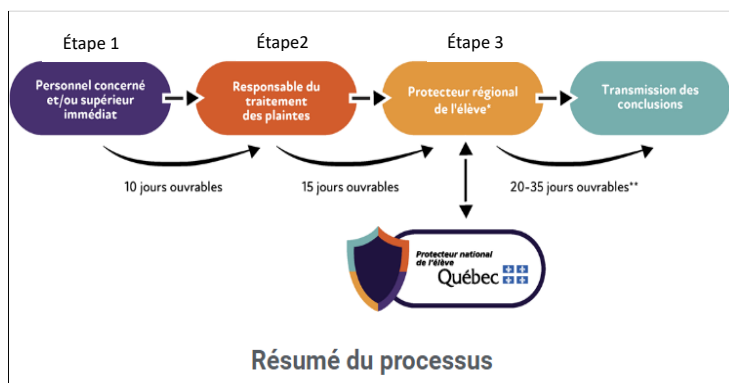 Étape 1
Étape2
Étape 3
Personnel concerné
et/ou supérieur
immédiat
Responsable du
traitement
des plaintes
Protecteur régional
de l'élève*
Transmission des
conclusions
10 jours ouvrables
15 jours ouvrables
20-35 jours ouvrables**
Protecteur national
de l'élève
Québec
Résumé du processus